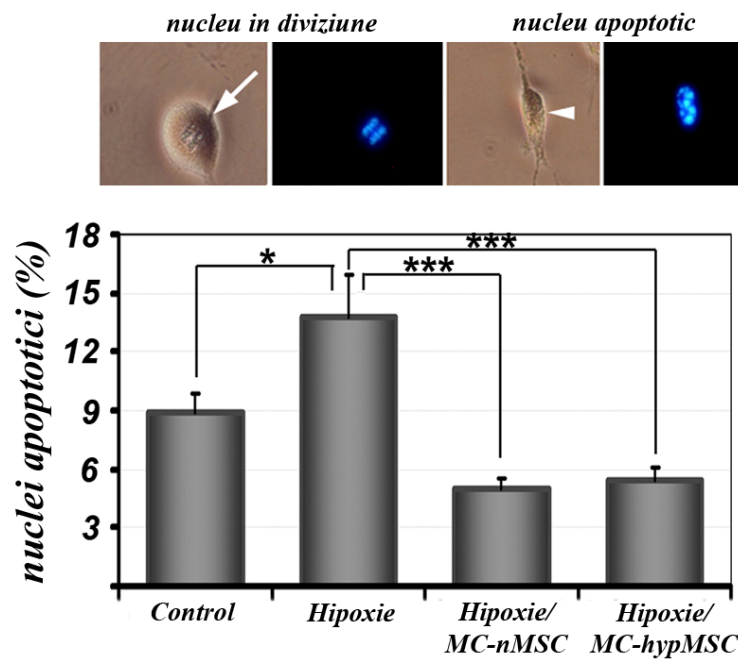 nucleu in diviziune
nucleu apoptotic
nuclei apoptotici (%)
18
15
12
9
6
3
*
***
***
Control
Hipoxie
Hipoxie/
MC-nMSC
Hipoxie/
MC-hypMSC